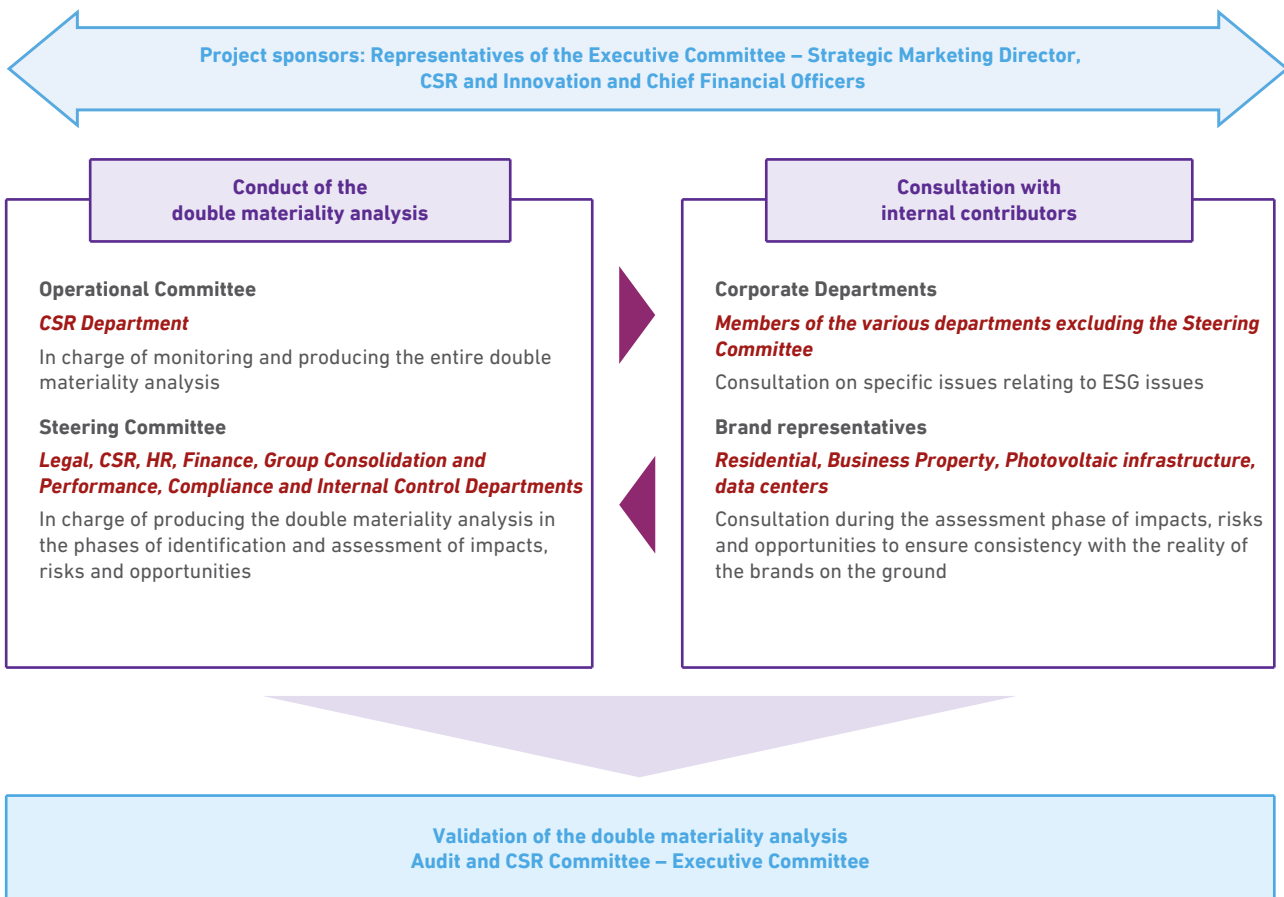 Project sponsors: Representatives of the Executive Committee – Strategic Marketing Director,
CSR and Innovation and Chief Financial Officers
Conduct of the
double materiality analysis
Operational Committee
CSR Department
In charge of monitoring and producing the entire double
materiality analysis
Steering Committee
Legal, CSR, HR, Finance, Group Consolidation and
Performance, Compliance and Internal Control Departments
In charge of producing the double materiality analysis in
the phases of identification and assessment of impacts,
risks and opportunities
Consultation with
internal contributors
Corporate Departments
Members of the various departments excluding the Steering
Committee
Consultation on specific issues relating to ESG issues
Brand representatives
Residential, Business Property, Photovoltaic infrastructure,
data centers
Consultation during the assessment phase of impacts, risks
and opportunities to ensure consistency with the reality of
the brands on the ground
Validation of the double materiality analysis
Audit and CSR Committee – Executive Committee